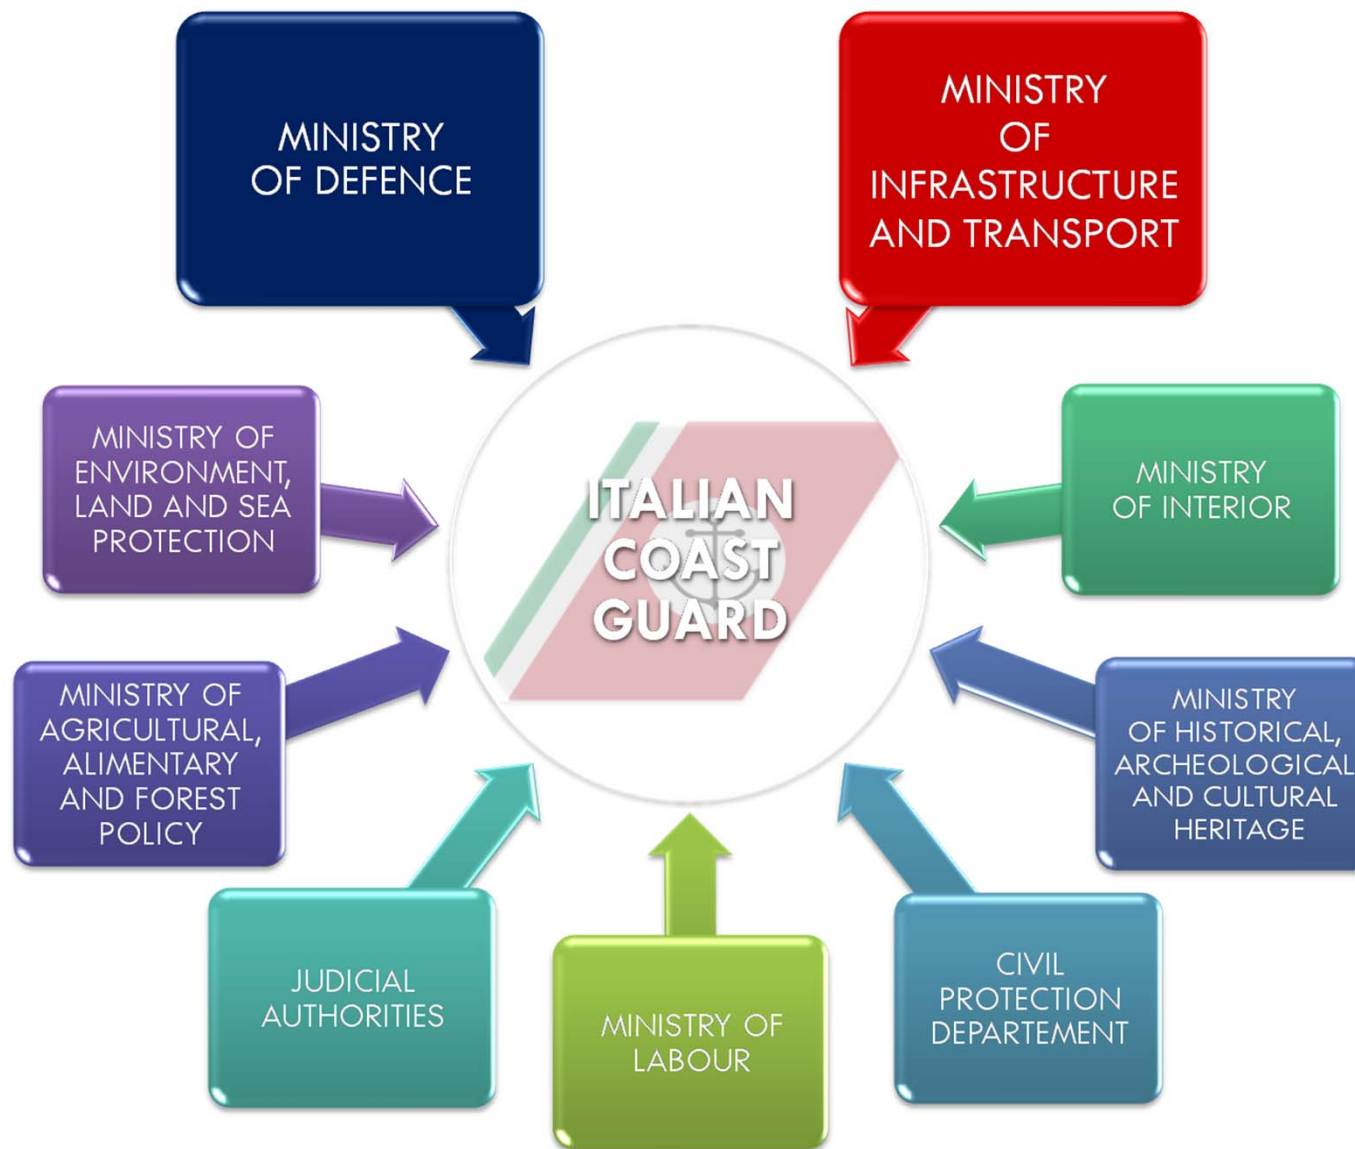 MINISTRY
OF DEFENCE
MINISTRY
OF
INFRASTRUCTURE
AND TRANSPORT
MINISTRY OF
ENVIRONMENT,
LAND AND SEA
PROTECTION
ITALIAN
COAST
GUARD
MINISTRY
OF INTERIOR
MINISTRY OF
AGRICULTURAL,
ALIMENTARY
AND FOREST
POLICY
MINISTRY
OF HISTORICAL,
ARCHEOLOGICAL
AND CULTURAL
HERITAGE
JUDICIAL
AUTHORITIES
MINISTRY OF
LABOUR
CIVIL
PROTECTION
DEPARTEMENT